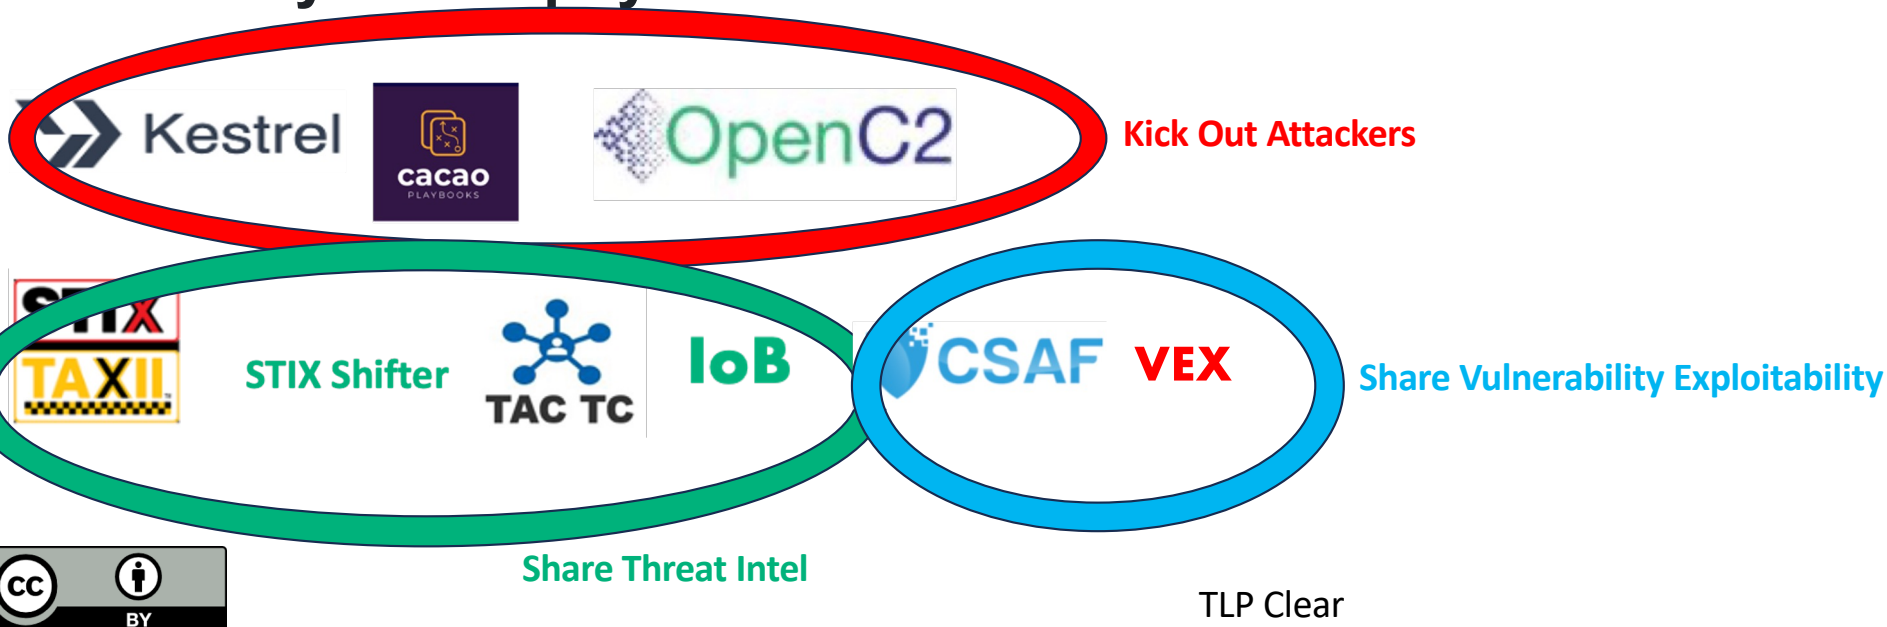 Kestrel
cacao
PLAYBOOKS
OpenC2
Kick Out Attackers
STIX
TAXII
STIX Shifter
TAC TC
IoB
CSAF
VEX
Share Vulnerability Exploitability
Share Threat Intel
TLP Clear
cc
BY